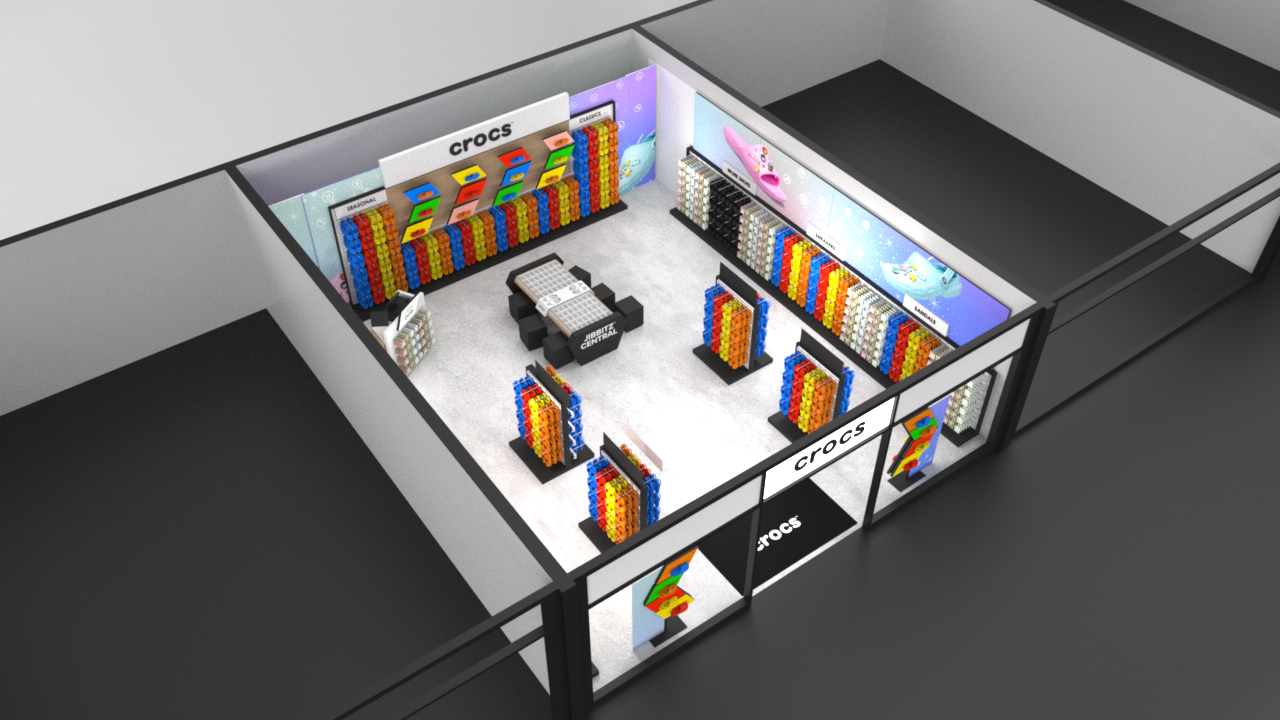 crocs
CLASSICS
SEASONAL
SANDALS
JIBBITZ
CENTRAL
crocs
crocs